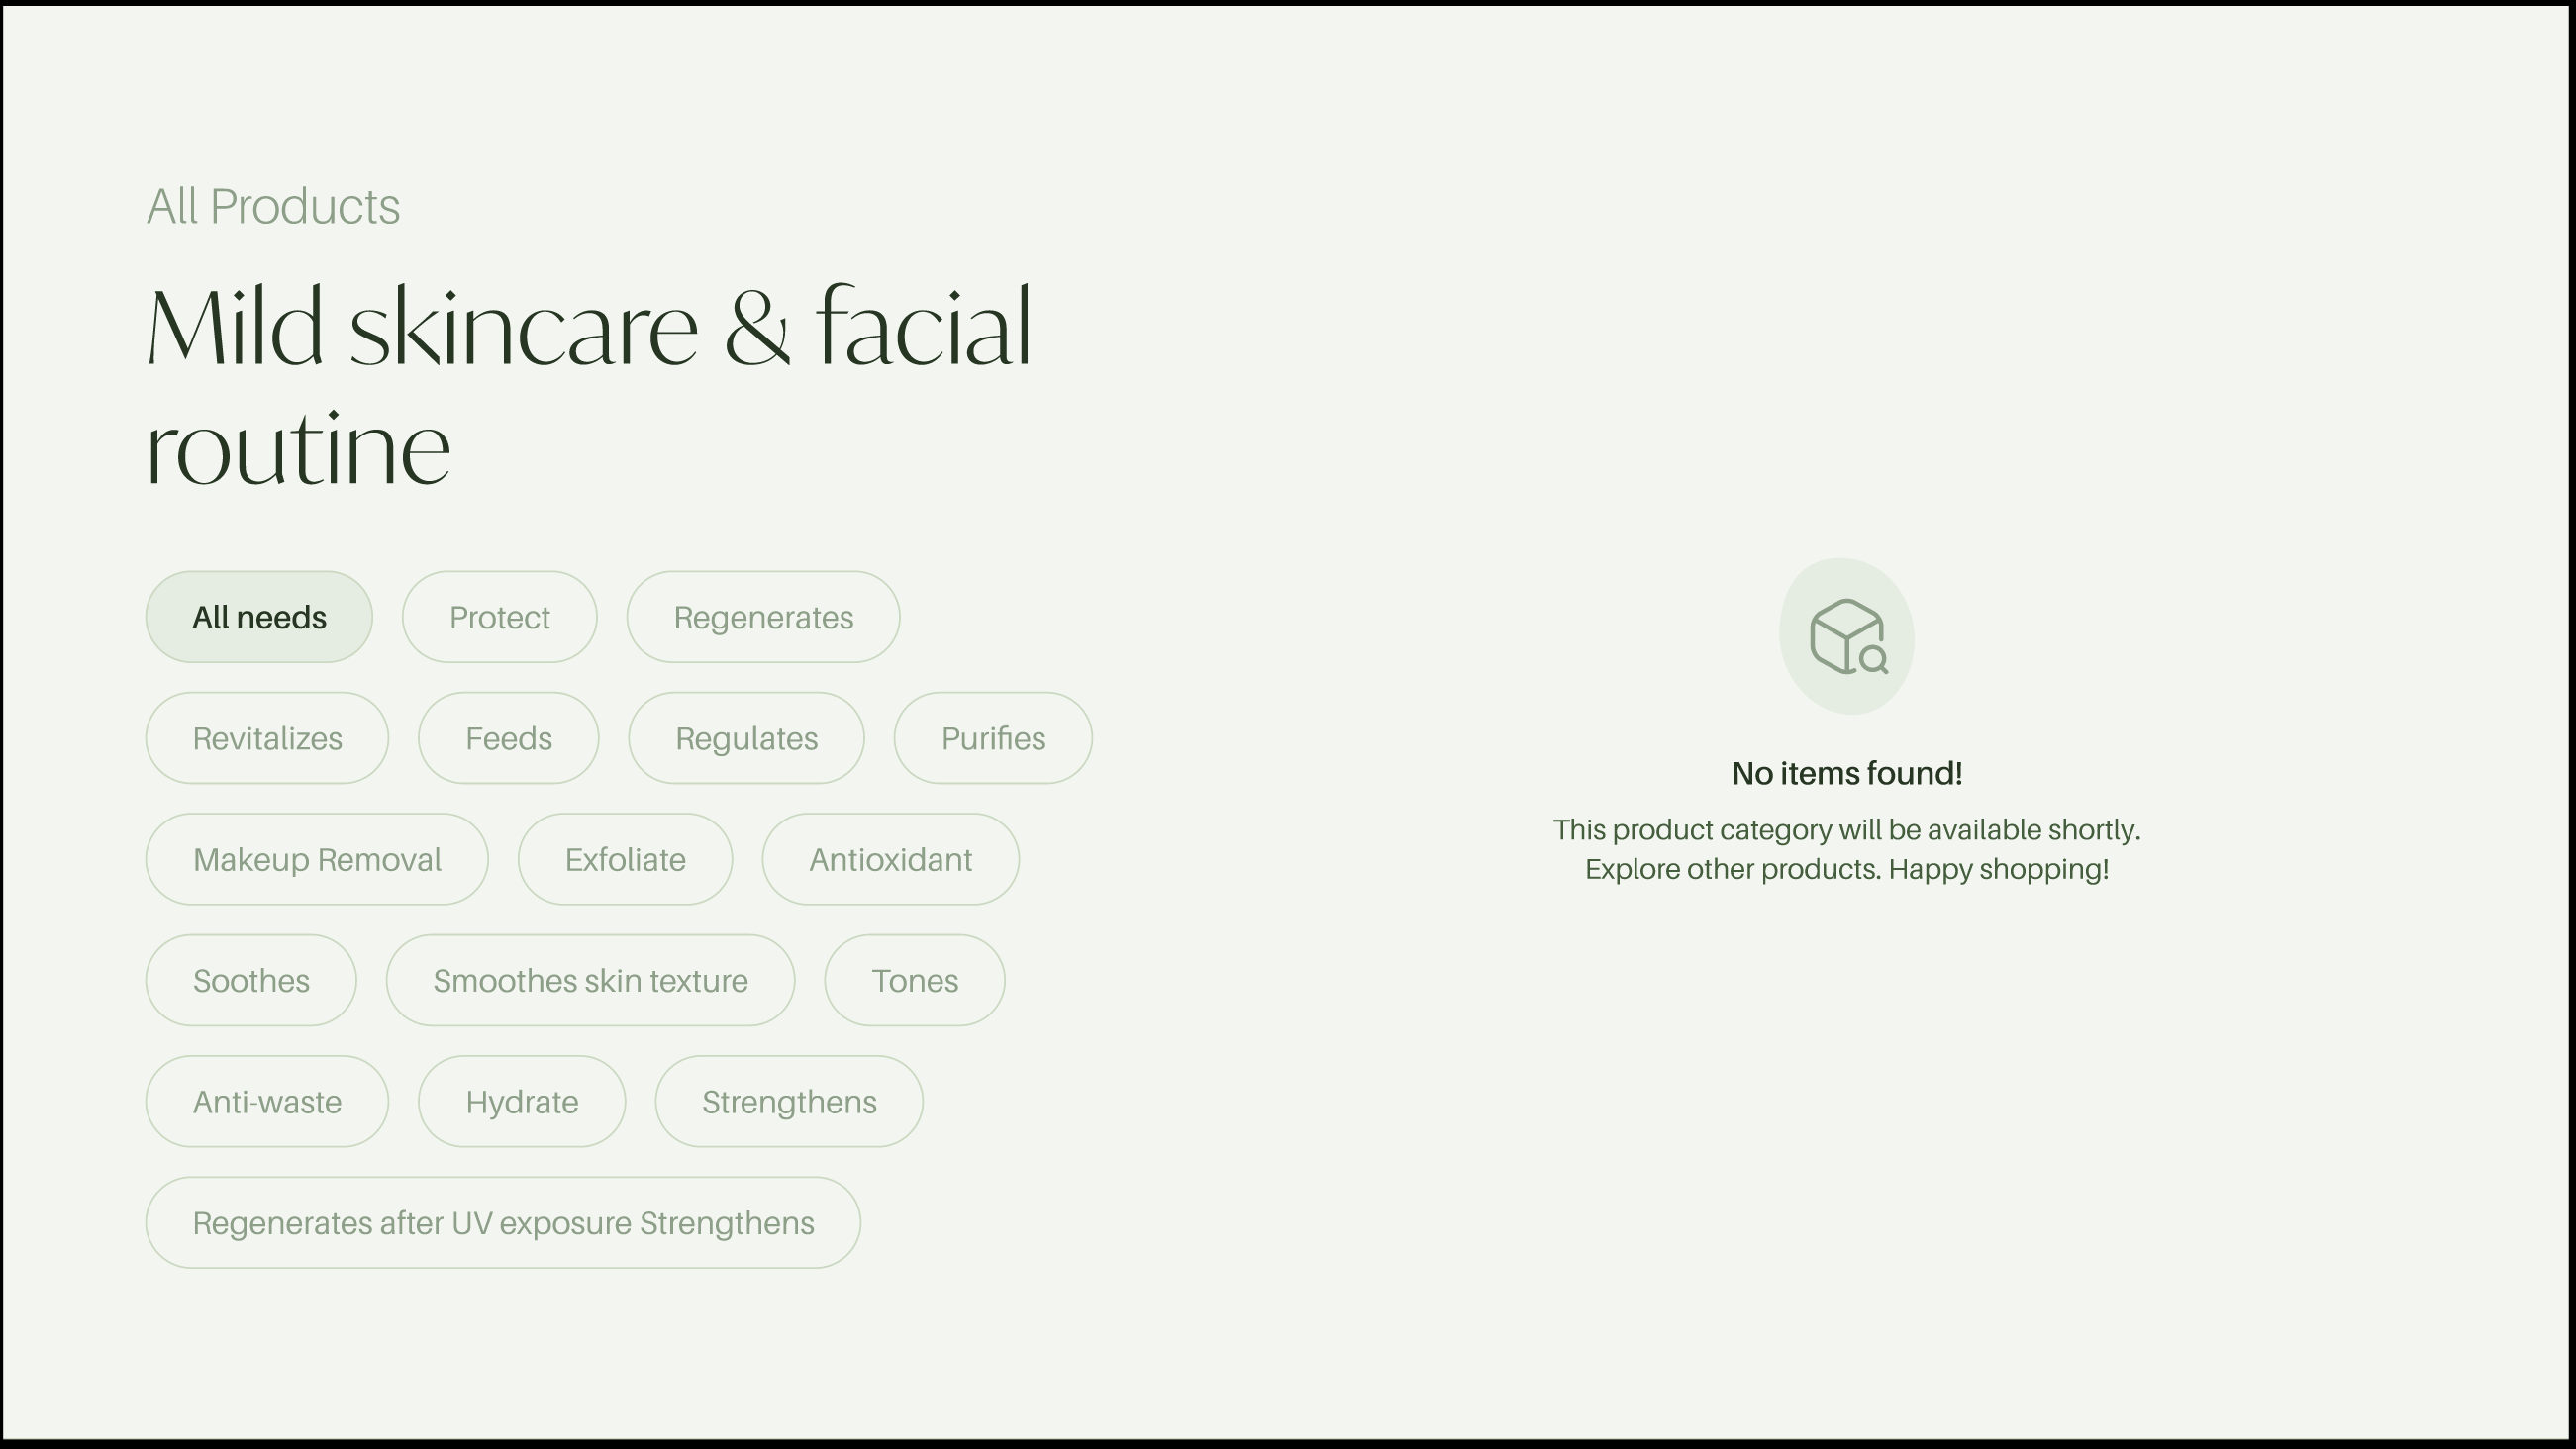 All Products
Mild skincare & facial
routine
All needs
Protect
Regenerates
Revitalizes
Feeds
Regulates
Purifies
Makeup Removal
Exfoliate
Antioxidant
Soothes
Smoothes skin texture
Tones
Anti-waste
Hydrate
Strengthens
Regenerates after UV exposure Strengthens
No items found!
This product category will be available shortly.
Explore other products. Happy shopping!